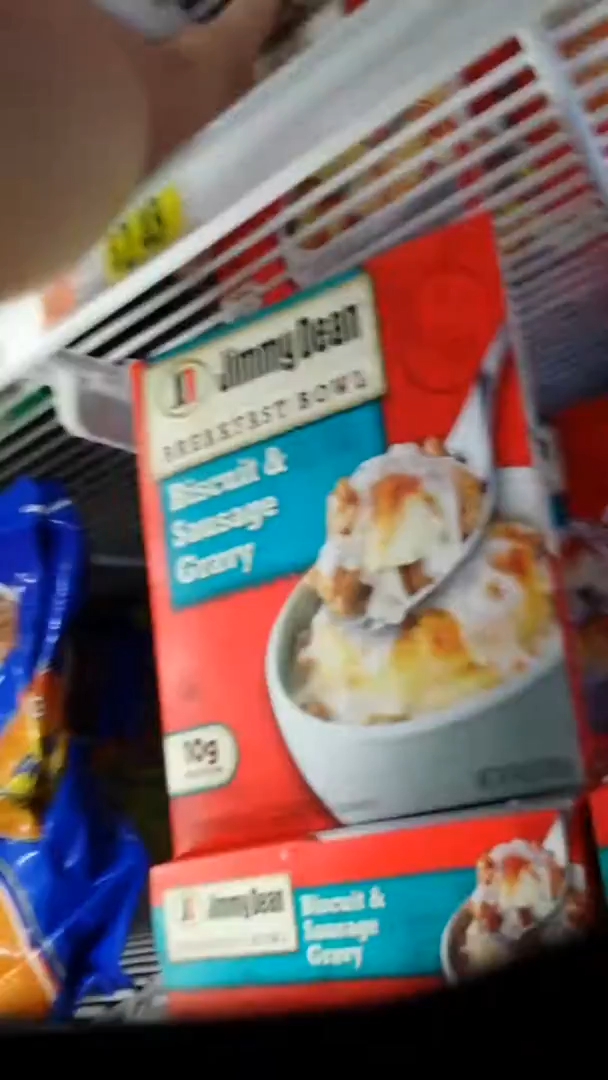 Jimmy Dean
BREAKFAST BOWL
Biscuit &
Sausage
Gravy
10g
Jimmy Dean
Biscuit &
Sausage
Gravy